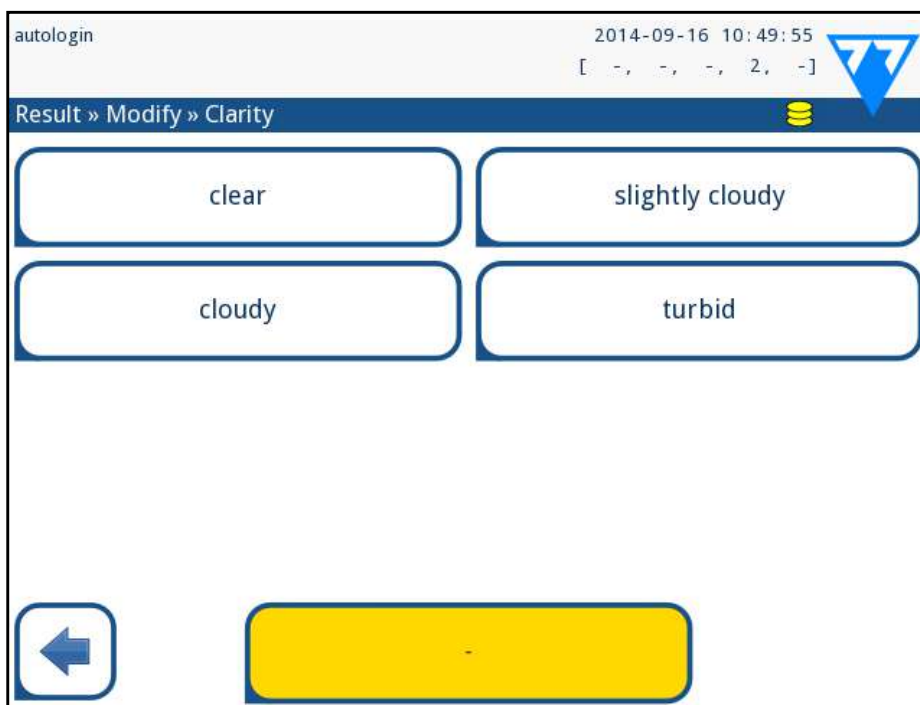 autologin
2014-09-16 10:49:55
[ -, -, -, 2, -]
Result » Modify » Clarity
clear
slightly cloudy
cloudy
turbid
-